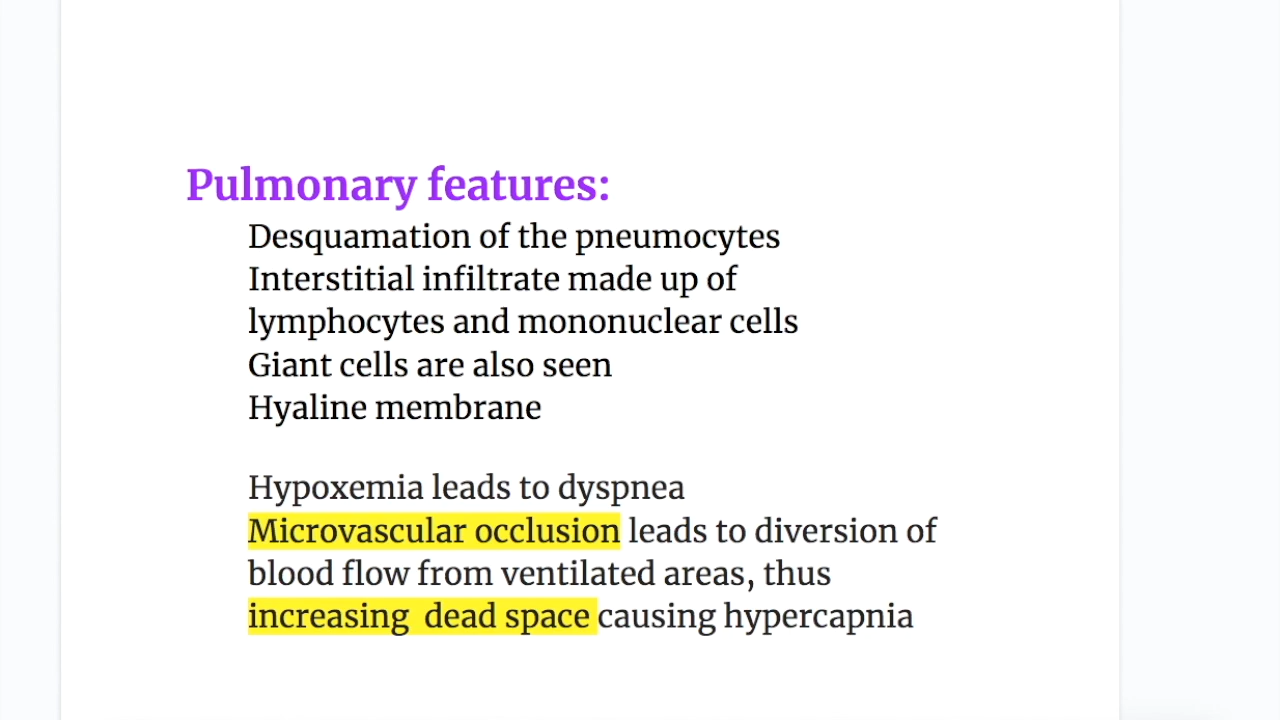 Pulmonary features:
Desquamation of the pneumocytes
Interstitial infiltrate made up of
lymphocytes and mononuclear cells
Giant cells are also seen
Hyaline membrane
Hypoxemia leads to dyspnea
Microvascular occlusion leads to diversion of
blood flow from ventilated areas, thus
increasing  dead space causing hypercapnia